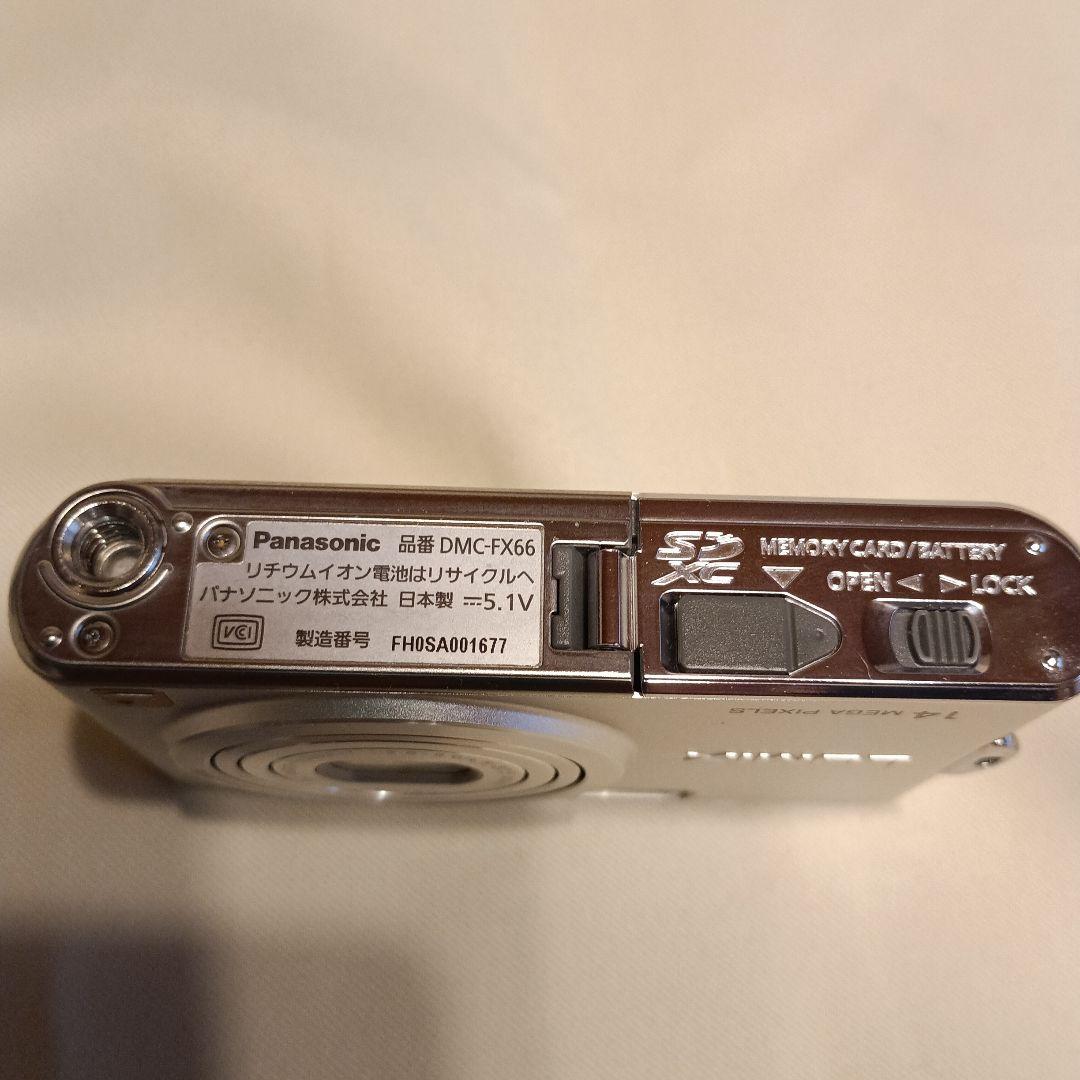 Panasonic 品番 DMC-FX66
リチウムイオン電池はリサイクルへ
パナソニック株式会社 日本製 ⎓5.1V
VCI 製造番号 FH0SA001677
SD XC
MEMORY CARD/BATTERY
OPEN ◁ ▷ LOCK
14 MEGA PIXELS
LUMIX